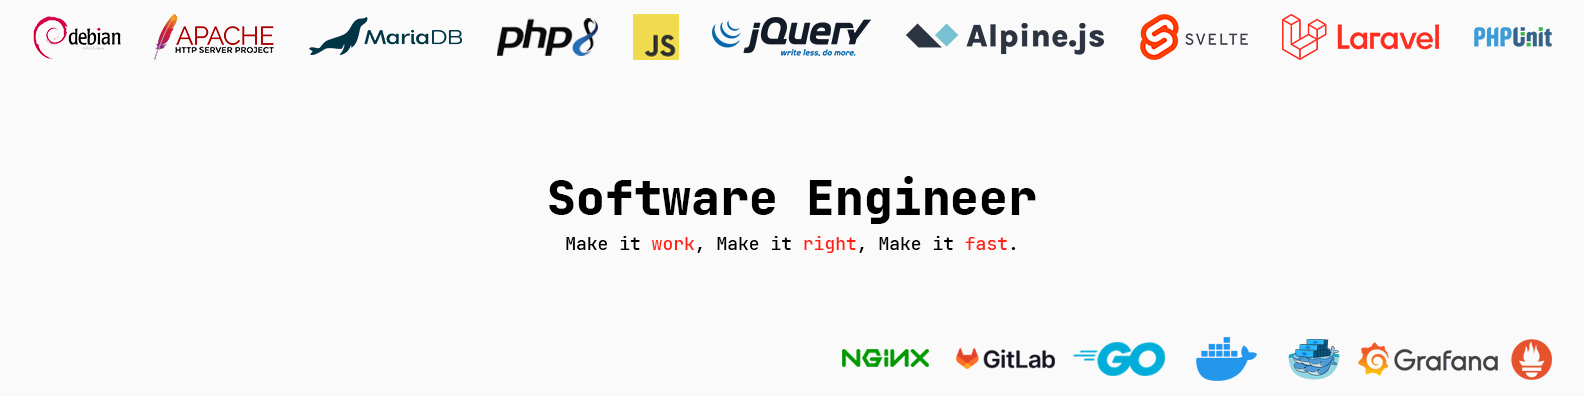 debian
APACHE
HTTP SERVER PROJECT
MariaDB
php8
JS
jQuery
write less, do more.
Alpine.js
SVELTE
Laravel
PHPUnit
Software Engineer
Make it work, Make it right, Make it fast.
NGINX
GitLab
GO
Grafana